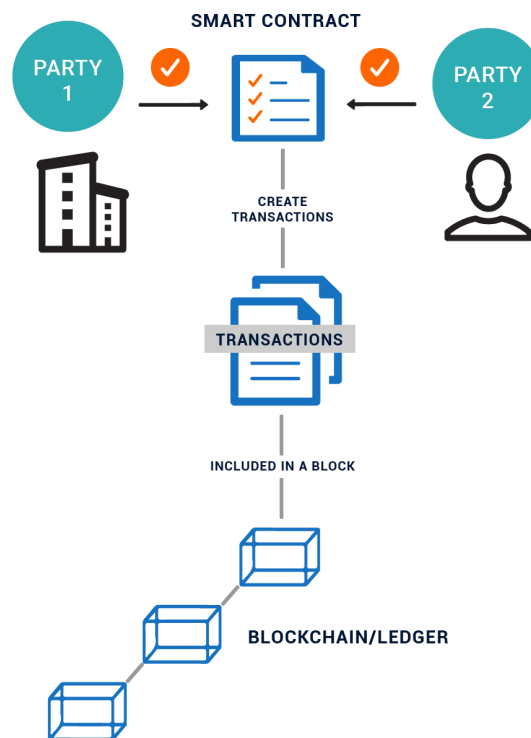 SMART CONTRACT
PARTY
1
PARTY
2
CREATE
TRANSACTIONS
TRANSACTIONS
INCLUDED IN A BLOCK
BLOCKCHAIN/LEDGER